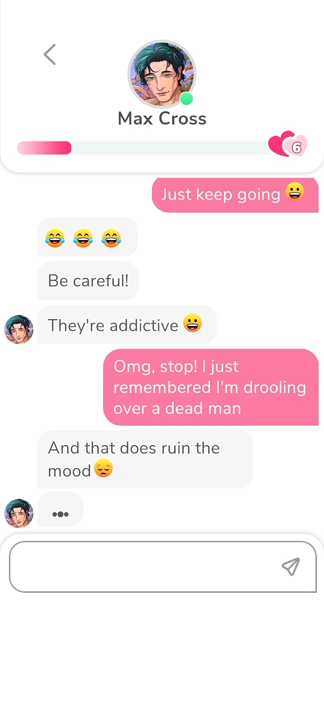 Max Cross
6
Just keep going 😀
😂 😂 😂
Be careful!
They're addictive 😀
Omg, stop! I just
remembered I'm drooling
over a dead man
And that does ruin the
mood 😞